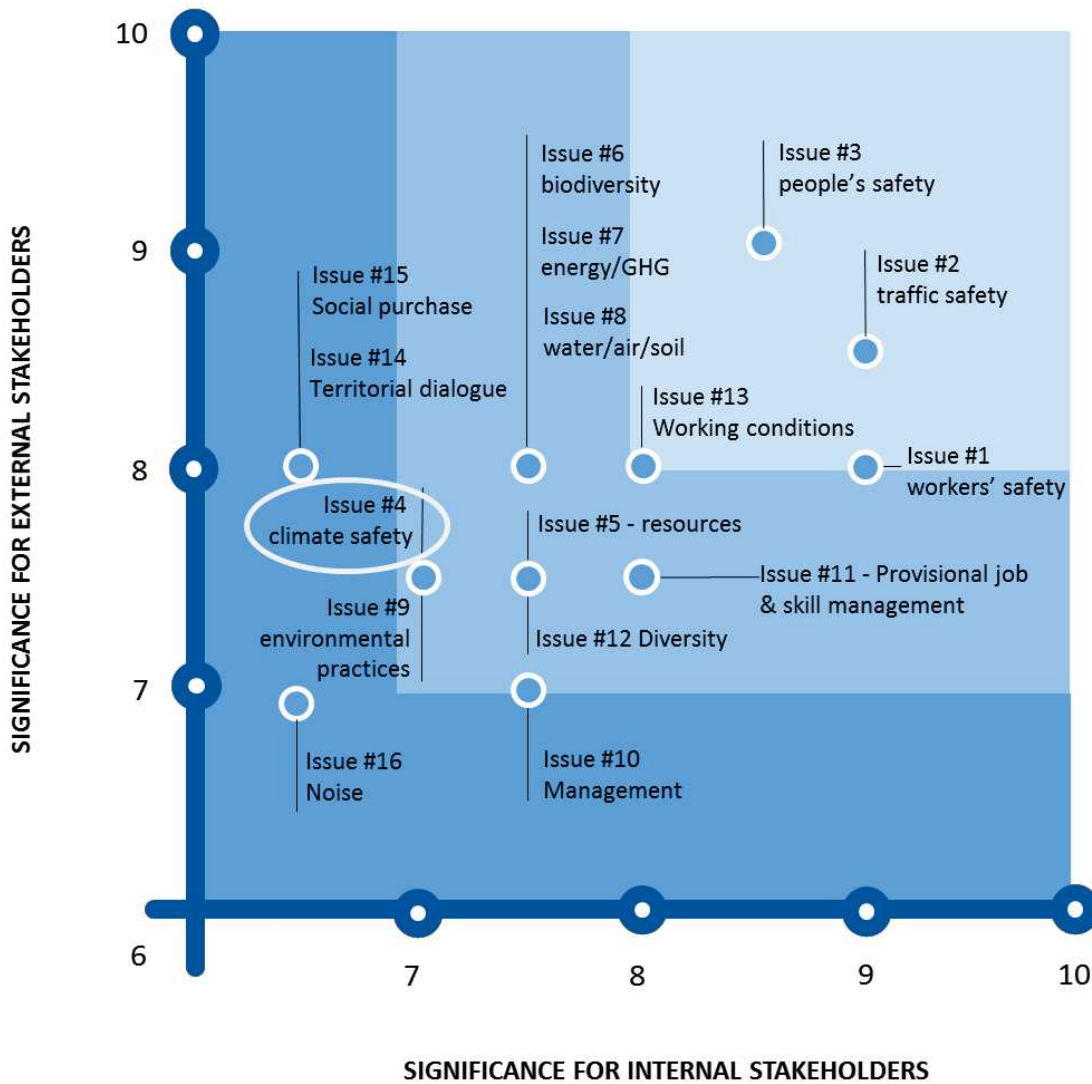 10
9
8
7
6
7
8
9
10
SIGNIFICANCE FOR EXTERNAL STAKEHOLDERS
SIGNIFICANCE FOR INTERNAL STAKEHOLDERS
Issue #15
Social purchase
Issue #14
Territorial dialogue
Issue #6
biodiversity
Issue #7
energy/GHG
Issue #8
water/air/soil
Issue #3
people’s safety
Issue #2
traffic safety
Issue #13
Working conditions
Issue #1
workers’ safety
Issue #4
climate safety
Issue #5 - resources
Issue #11 - Provisional job
& skill management
Issue #9
environmental
practices
Issue #12 Diversity
Issue #16
Noise
Issue #10
Management